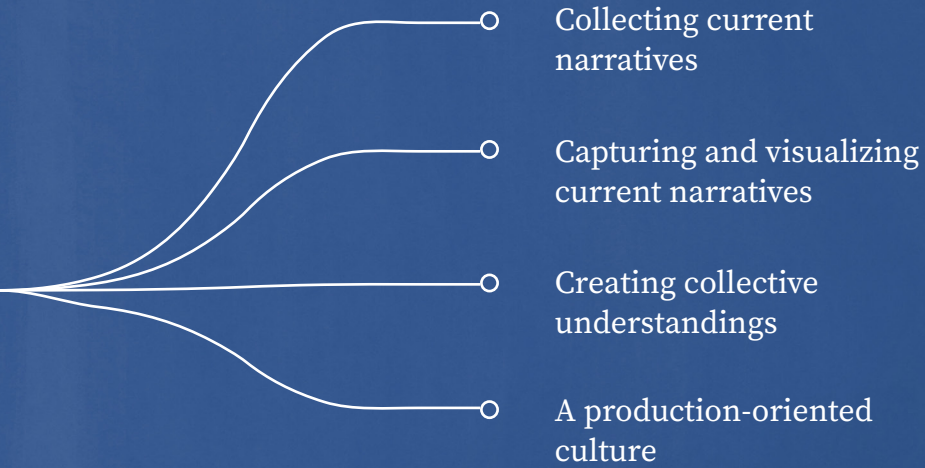 Collecting current
narratives
Capturing and visualizing
current narratives
Creating collective
understandings
A production-oriented
culture